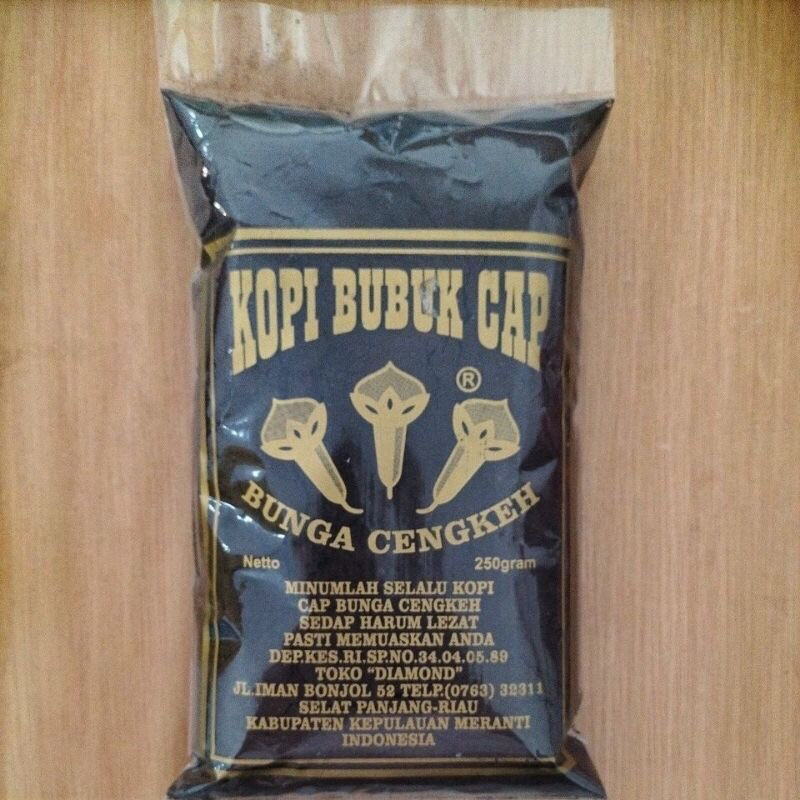 KOPI BUBUK CAP
®
BUNGA CENGKEH
Netto 250gram
MINUMLAH SELALU KOPI
CAP BUNGA CENGKEH
SEDAP HARUM LEZAT
PASTI MEMUASKAN ANDA
DEP.KES.RI.SP.NO.34.04.05.89
TOKO "DIAMOND"
JL.IMAN BONJOL 52 TELP.(0763) 32311
SELAT PANJANG-RIAU
KABUPATEN KEPULAUAN MERANTI
INDONESIA